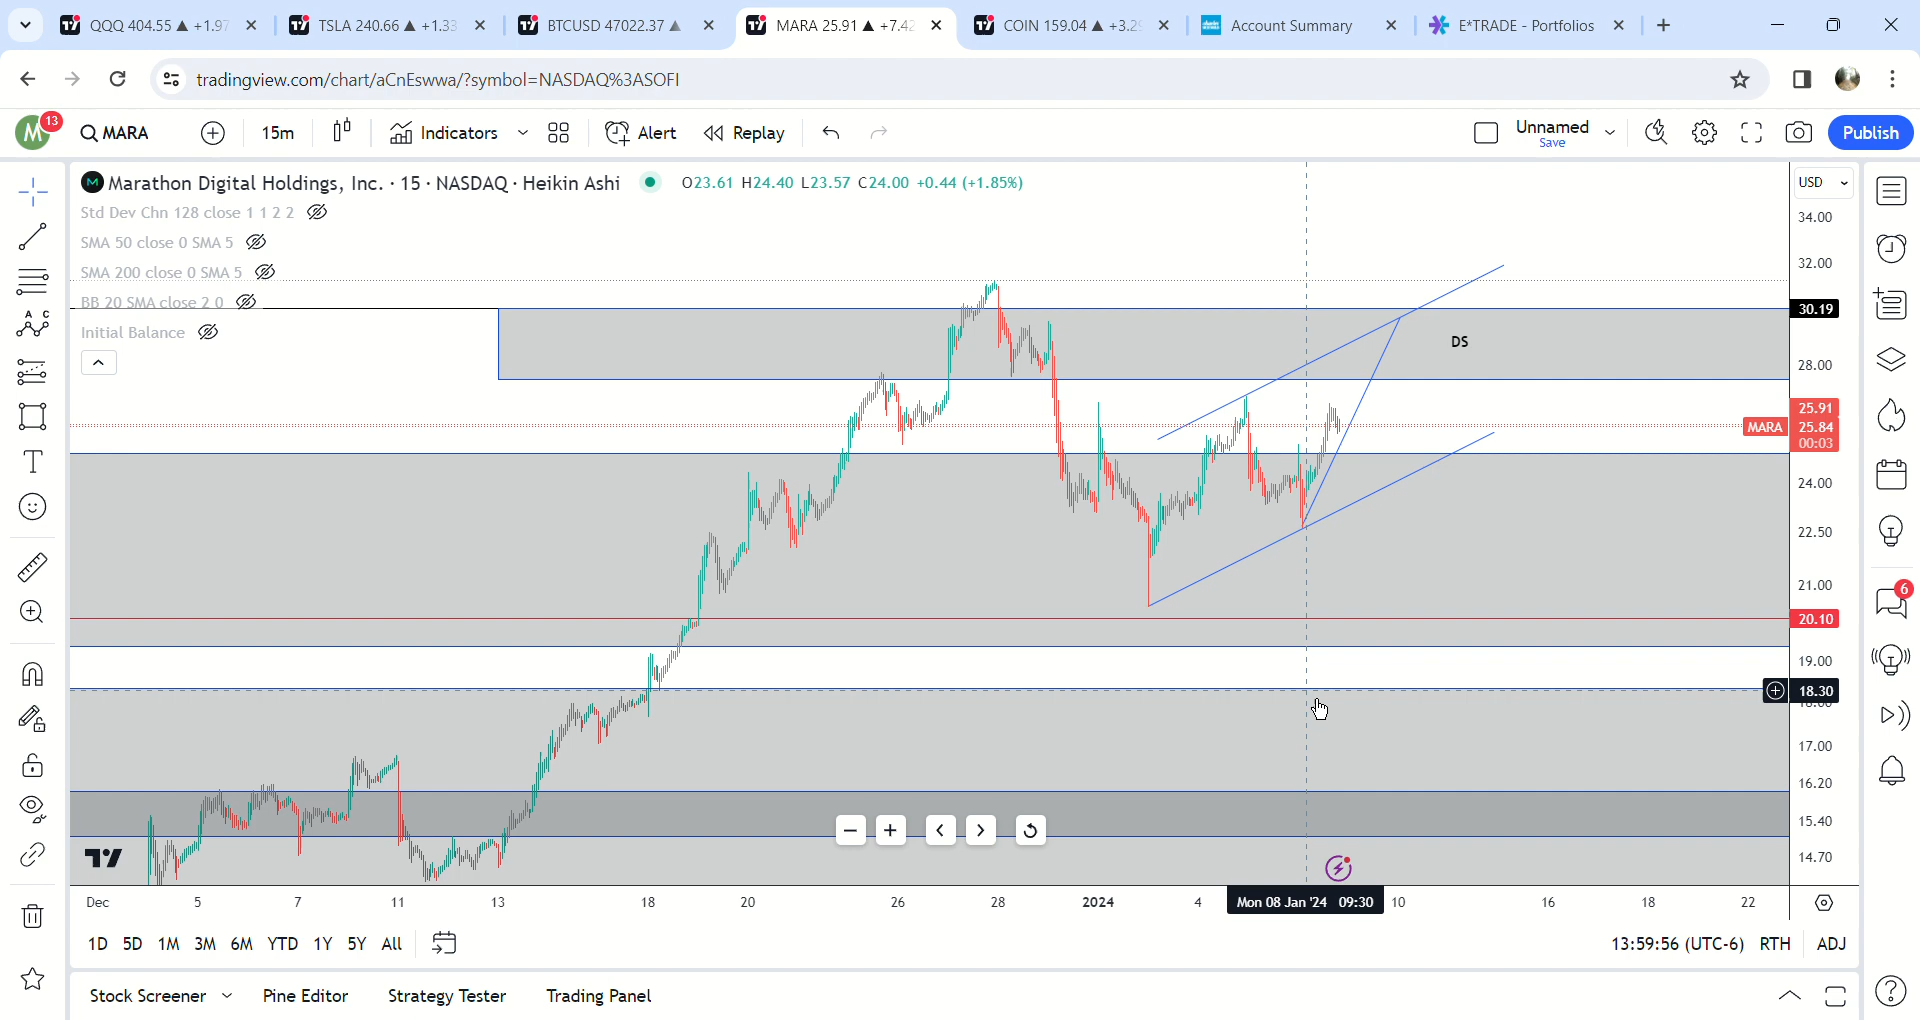 QQQ 404.55 ▲ +1.97
TSLA 240.66 ▲ +1.33
BTCUSD 47022.37 ▲
MARA 25.91 ▲ +7.42
COIN 159.04 ▲ +3.29
Account Summary
E*TRADE - Portfolios
tradingview.com/chart/aCnEswwa/?symbol=NASDAQ%3ASOFI
M 13 MARA 15m Indicators Alert Replay Unnamed Save Publish
Marathon Digital Holdings, Inc. · 15 · NASDAQ · Heikin Ashi O23.61 H24.40 L23.57 C24.00 +0.44 (+1.85%)
USD
Std Dev Chn 128 close 1 1 2 2
34.00
SMA 50 close 0 SMA 5
SMA 200 close 0 SMA 5
32.00
BB 20 SMA close 2 0
30.19
Initial Balance
DS
28.00
25.91
MARA 25.84
00:03
24.00
22.50
21.00
6
20.10
19.00
18.30
17.00
16.20
15.40
14.70
Dec 5 7 11 13 18 20 26 28 2024 4 Mon 08 Jan '24 09:30 10 16 18 22
1D 5D 1M 3M 6M YTD 1Y 5Y All 13:59:56 (UTC-6) RTH ADJ
Stock Screener Pine Editor Strategy Tester Trading Panel